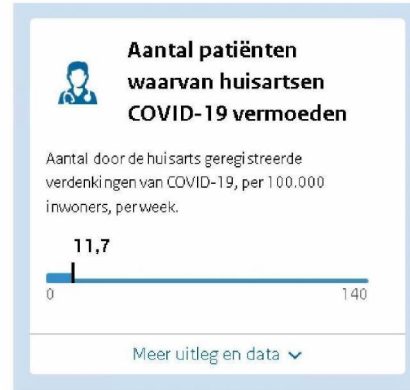 Aantal patiënten
waarvan huisartsen
COVID-19 vermoeden
Aantal door de huisarts geregistreerde
verdenkingen van COVID-19, per 100.000
inwoners, per week.
11,7
0 140
Meer uitleg en data